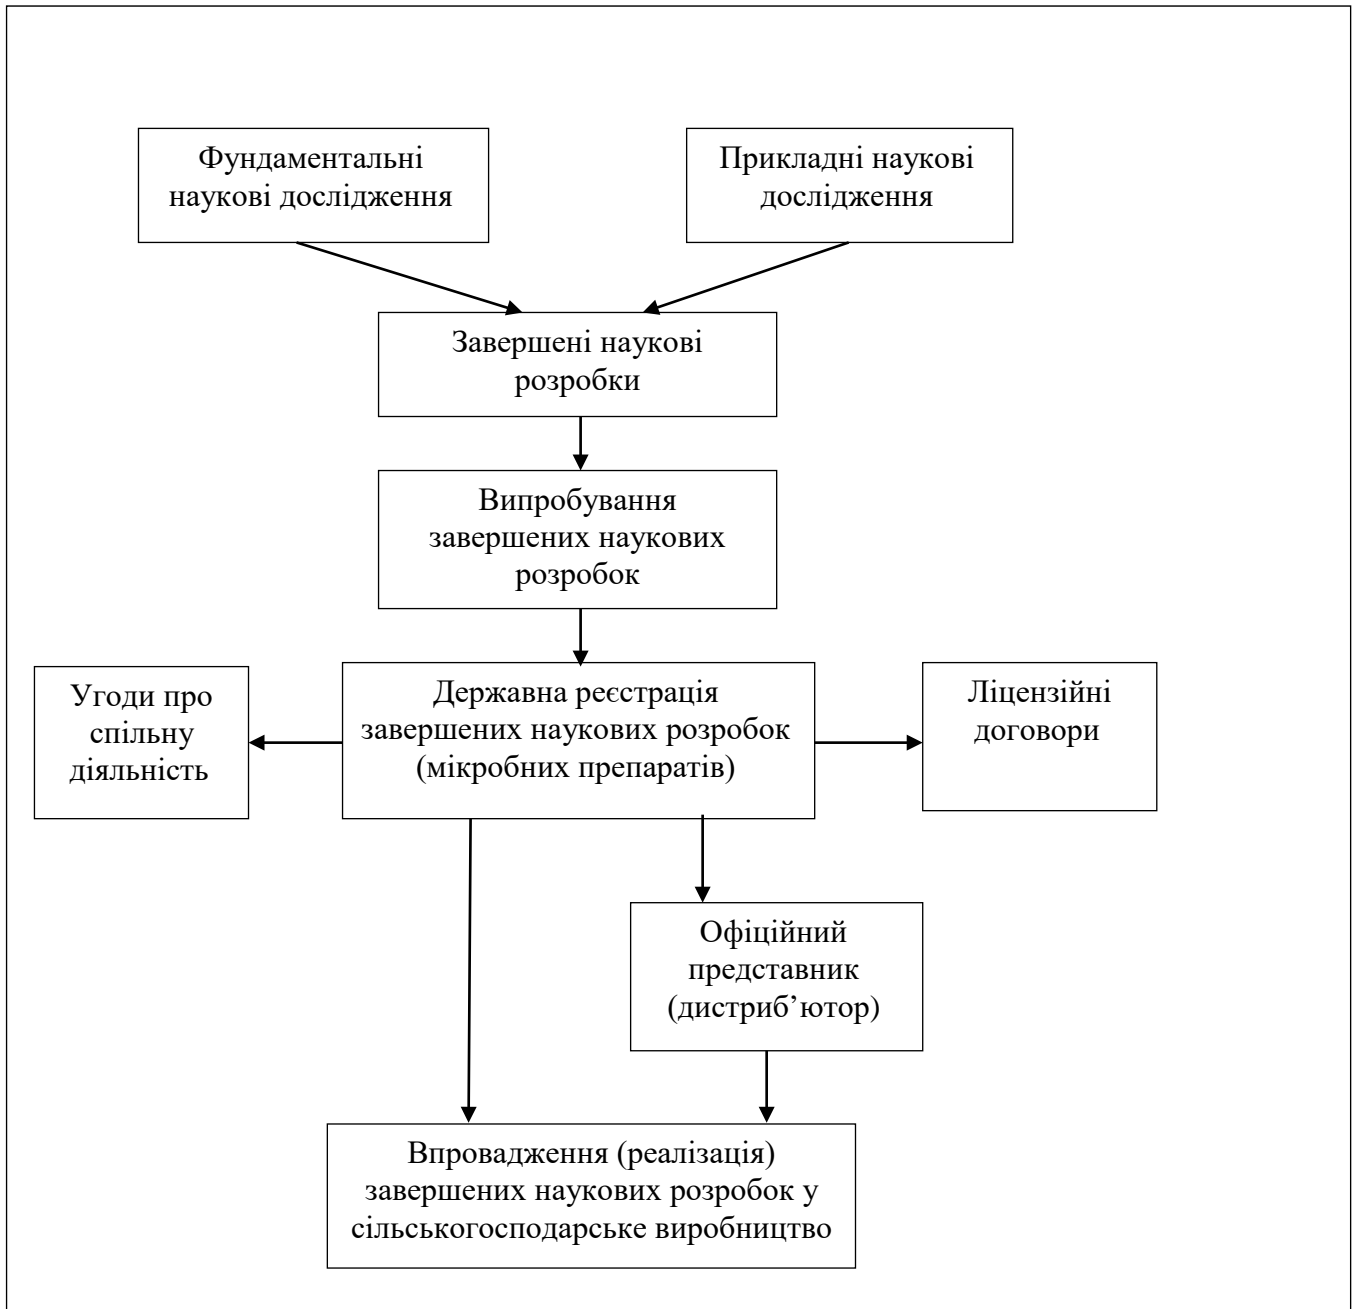 Фундаментальні
наукові дослідження
Прикладні наукові
дослідження
Завершені наукові
розробки
Випробування
завершених наукових
розробок
Угоди про
спільну
діяльність
Державна реєстрація
завершених наукових розробок
(мікробних препаратів)
Ліцензійні
договори
Офіційний
представник
(дистриб’ютор)
Впровадження (реалізація)
завершених наукових розробок у
сільськогосподарське виробництво